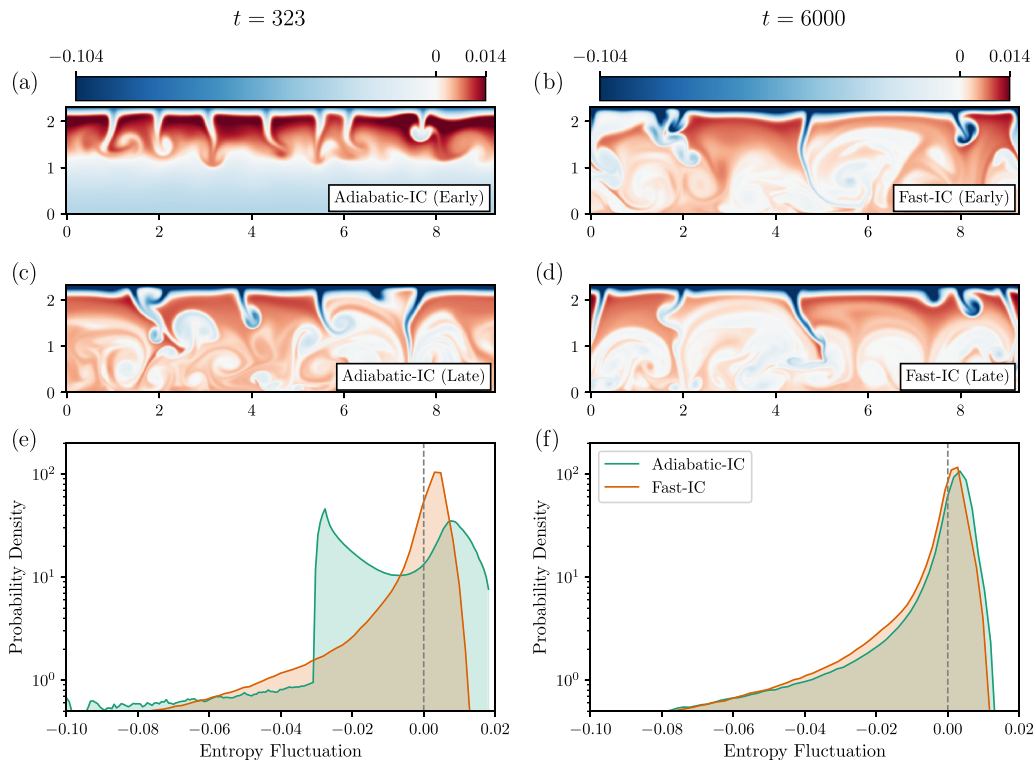 t = 323
t = 6000
−0.104 0 0.014
−0.104 0 0.014
(a)
(b)
2
1
0
Adiabatic-IC (Early)
0 2 4 6 8
2
1
0
Fast-IC (Early)
0 2 4 6 8
(c)
(d)
2
1
0
Adiabatic-IC (Late)
0 2 4 6 8
2
1
0
Fast-IC (Late)
0 2 4 6 8
(e)
(f)
Probability Density
10²
10¹
10⁰
−0.10 −0.08 −0.06 −0.04 −0.02 0.00 0.02
Entropy Fluctuation
Adiabatic-IC
Fast-IC
Probability Density
10²
10¹
10⁰
−0.10 −0.08 −0.06 −0.04 −0.02 0.00 0.02
Entropy Fluctuation